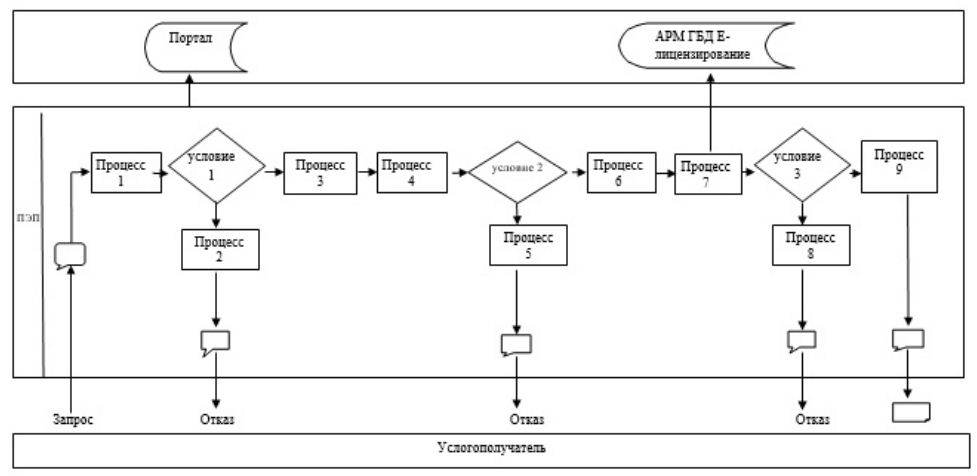 Портал
АРМ ГБД Е-
лицензирование
Процесс
1
условие
1
Процесс
3
Процесс
4
условие 2
Процесс
6
Процесс
7
условие
3
Процесс
9
ПЭП
Процесс
2
Процесс
5
Процесс
8
Запрос
Отказ
Отказ
Отказ
Услогополучатель